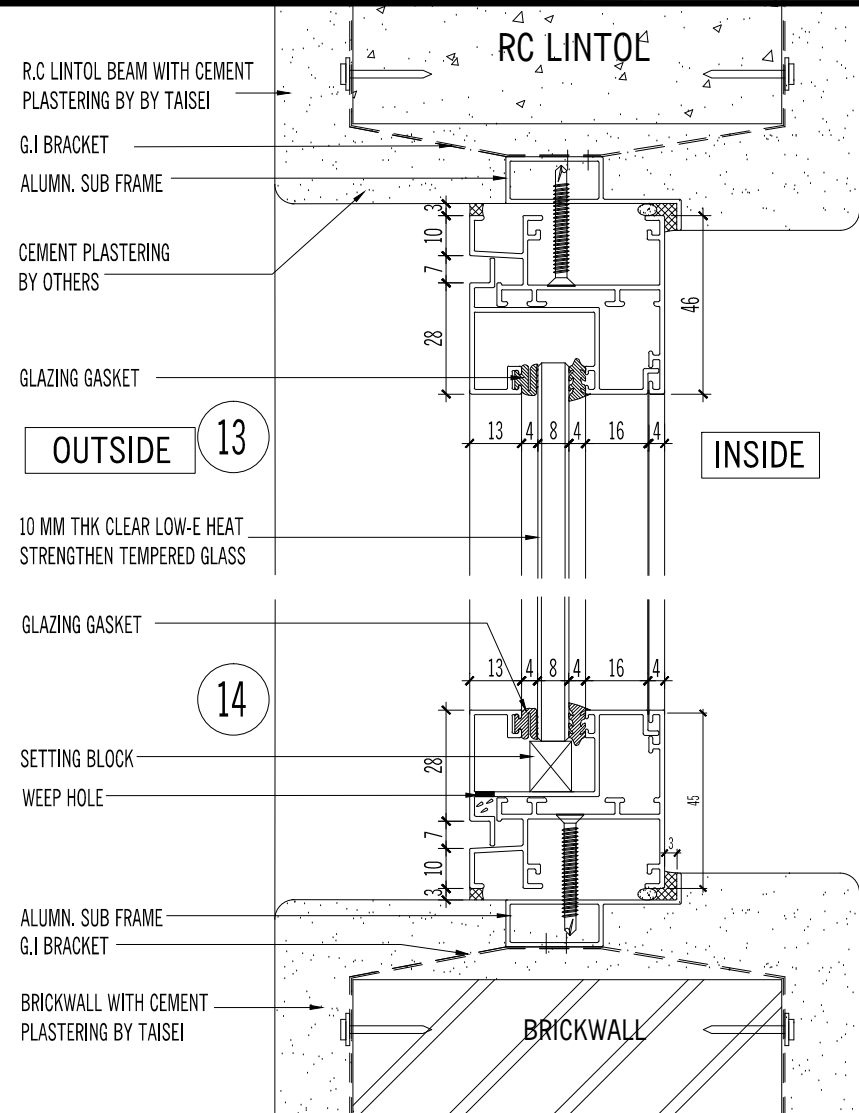 RC LINTOL
R.C LINTOL BEAM WITH CEMENT
PLASTERING BY BY TAISEI
G.I BRACKET
ALUMN. SUB FRAME
3
10
CEMENT PLASTERING
BY OTHERS
7
28
46
GLAZING GASKET
13 4 8 4 16 4
OUTSIDE
13
INSIDE
10 MM THK CLEAR LOW-E HEAT
STRENGTHEN TEMPERED GLASS
GLAZING GASKET
13 4 8 4 16 4
14
SETTING BLOCK
28
WEEP HOLE
45
7
3
10
3
ALUMN. SUB FRAME
G.I BRACKET
BRICKWALL WITH CEMENT
PLASTERING BY TAISEI
BRICKWALL